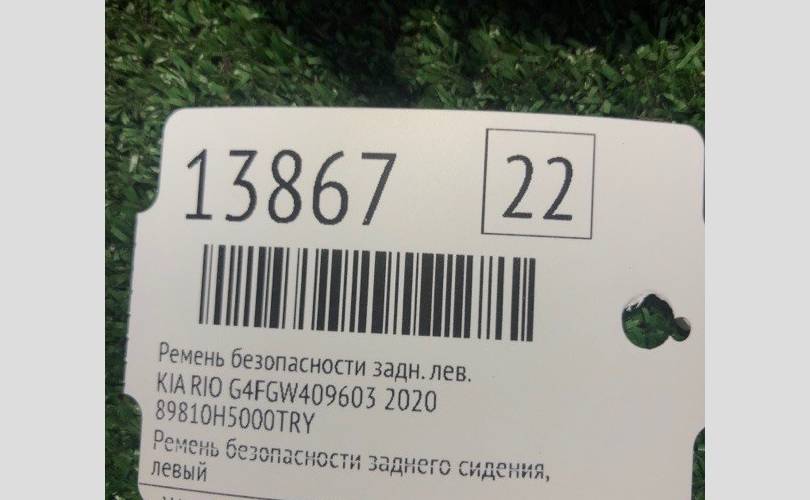 13867 22
Ремень безопасности задн. лев.
KIA RIO G4FGW409603 2020
89810H5000TRY
Ремень безопасности заднего сидения,
левый